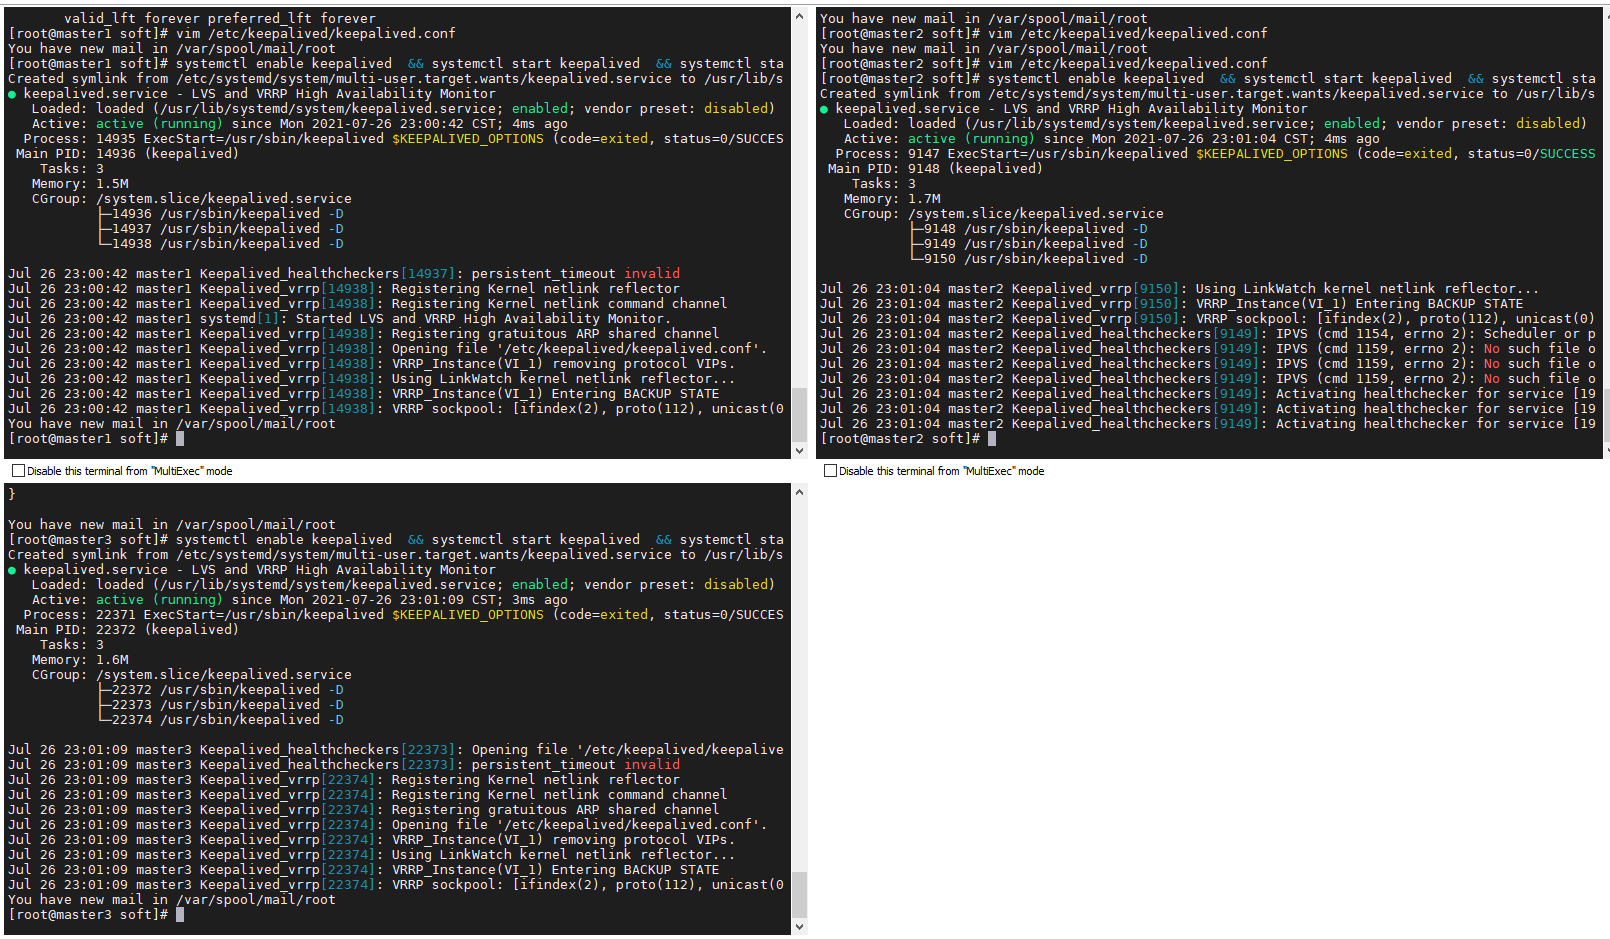 valid_lft forever preferred_lft forever
[root@master1 soft]# vim /etc/keepalived/keepalived.conf
You have new mail in /var/spool/mail/root
[root@master1 soft]# systemctl enable keepalived  && systemctl start keepalived  && systemctl sta
Created symlink from /etc/systemd/system/multi-user.target.wants/keepalived.service to /usr/lib/s
● keepalived.service - LVS and VRRP High Availability Monitor
Loaded: loaded (/usr/lib/systemd/system/keepalived.service; enabled; vendor preset: disabled)
Active: active (running) since Mon 2021-07-26 23:00:42 CST; 4ms ago
Process: 14935 ExecStart=/usr/sbin/keepalived $KEEPALIVED_OPTIONS (code=exited, status=0/SUCCES
Main PID: 14936 (keepalived)
Tasks: 3
Memory: 1.5M
CGroup: /system.slice/keepalived.service
├─14936 /usr/sbin/keepalived -D
├─14937 /usr/sbin/keepalived -D
└─14938 /usr/sbin/keepalived -D
Jul 26 23:00:42 master1 Keepalived_healthcheckers[14937]: persistent_timeout invalid
Jul 26 23:00:42 master1 Keepalived_vrrp[14938]: Registering Kernel netlink reflector
Jul 26 23:00:42 master1 Keepalived_vrrp[14938]: Registering Kernel netlink command channel
Jul 26 23:00:42 master1 systemd[1]: Started LVS and VRRP High Availability Monitor.
Jul 26 23:00:42 master1 Keepalived_vrrp[14938]: Registering gratuitous ARP shared channel
Jul 26 23:00:42 master1 Keepalived_vrrp[14938]: Opening file '/etc/keepalived/keepalived.conf'.
Jul 26 23:00:42 master1 Keepalived_vrrp[14938]: VRRP_Instance(VI_1) removing protocol VIPs.
Jul 26 23:00:42 master1 Keepalived_vrrp[14938]: Using LinkWatch kernel netlink reflector...
Jul 26 23:00:42 master1 Keepalived_vrrp[14938]: VRRP_Instance(VI_1) Entering BACKUP STATE
Jul 26 23:00:42 master1 Keepalived_vrrp[14938]: VRRP sockpool: [ifindex(2), proto(112), unicast(0
You have new mail in /var/spool/mail/root
[root@master1 soft]#
Disable this terminal from "MultiExec" mode
You have new mail in /var/spool/mail/root
[root@master2 soft]# vim /etc/keepalived/keepalived.conf
You have new mail in /var/spool/mail/root
[root@master2 soft]# vim /etc/keepalived/keepalived.conf
[root@master2 soft]# systemctl enable keepalived  && systemctl start keepalived  && systemctl sta
Created symlink from /etc/systemd/system/multi-user.target.wants/keepalived.service to /usr/lib/s
● keepalived.service - LVS and VRRP High Availability Monitor
Loaded: loaded (/usr/lib/systemd/system/keepalived.service; enabled; vendor preset: disabled)
Active: active (running) since Mon 2021-07-26 23:01:04 CST; 4ms ago
Process: 9147 ExecStart=/usr/sbin/keepalived $KEEPALIVED_OPTIONS (code=exited, status=0/SUCCESS
Main PID: 9148 (keepalived)
Tasks: 3
Memory: 1.7M
CGroup: /system.slice/keepalived.service
├─9148 /usr/sbin/keepalived -D
├─9149 /usr/sbin/keepalived -D
└─9150 /usr/sbin/keepalived -D
Jul 26 23:01:04 master2 Keepalived_vrrp[9150]: Using LinkWatch kernel netlink reflector...
Jul 26 23:01:04 master2 Keepalived_vrrp[9150]: VRRP_Instance(VI_1) Entering BACKUP STATE
Jul 26 23:01:04 master2 Keepalived_vrrp[9150]: VRRP sockpool: [ifindex(2), proto(112), unicast(0)
Jul 26 23:01:04 master2 Keepalived_healthcheckers[9149]: IPVS (cmd 1154, errno 2): Scheduler or p
Jul 26 23:01:04 master2 Keepalived_healthcheckers[9149]: IPVS (cmd 1159, errno 2): No such file o
Jul 26 23:01:04 master2 Keepalived_healthcheckers[9149]: IPVS (cmd 1159, errno 2): No such file o
Jul 26 23:01:04 master2 Keepalived_healthcheckers[9149]: IPVS (cmd 1159, errno 2): No such file o
Jul 26 23:01:04 master2 Keepalived_healthcheckers[9149]: Activating healthchecker for service [19
Jul 26 23:01:04 master2 Keepalived_healthcheckers[9149]: Activating healthchecker for service [19
Jul 26 23:01:04 master2 Keepalived_healthcheckers[9149]: Activating healthchecker for service [19
[root@master2 soft]#
Disable this terminal from "MultiExec" mode
}
You have new mail in /var/spool/mail/root
[root@master3 soft]# systemctl enable keepalived  && systemctl start keepalived  && systemctl sta
Created symlink from /etc/systemd/system/multi-user.target.wants/keepalived.service to /usr/lib/s
● keepalived.service - LVS and VRRP High Availability Monitor
Loaded: loaded (/usr/lib/systemd/system/keepalived.service; enabled; vendor preset: disabled)
Active: active (running) since Mon 2021-07-26 23:01:09 CST; 3ms ago
Process: 22371 ExecStart=/usr/sbin/keepalived $KEEPALIVED_OPTIONS (code=exited, status=0/SUCCES
Main PID: 22372 (keepalived)
Tasks: 3
Memory: 1.6M
CGroup: /system.slice/keepalived.service
├─22372 /usr/sbin/keepalived -D
├─22373 /usr/sbin/keepalived -D
└─22374 /usr/sbin/keepalived -D
Jul 26 23:01:09 master3 Keepalived_healthcheckers[22373]: Opening file '/etc/keepalived/keepalive
Jul 26 23:01:09 master3 Keepalived_healthcheckers[22373]: persistent_timeout invalid
Jul 26 23:01:09 master3 Keepalived_vrrp[22374]: Registering Kernel netlink reflector
Jul 26 23:01:09 master3 Keepalived_vrrp[22374]: Registering Kernel netlink command channel
Jul 26 23:01:09 master3 Keepalived_vrrp[22374]: Registering gratuitous ARP shared channel
Jul 26 23:01:09 master3 Keepalived_vrrp[22374]: Opening file '/etc/keepalived/keepalived.conf'.
Jul 26 23:01:09 master3 Keepalived_vrrp[22374]: VRRP_Instance(VI_1) removing protocol VIPs.
Jul 26 23:01:09 master3 Keepalived_vrrp[22374]: Using LinkWatch kernel netlink reflector...
Jul 26 23:01:09 master3 Keepalived_vrrp[22374]: VRRP_Instance(VI_1) Entering BACKUP STATE
Jul 26 23:01:09 master3 Keepalived_vrrp[22374]: VRRP sockpool: [ifindex(2), proto(112), unicast(0
You have new mail in /var/spool/mail/root
[root@master3 soft]#